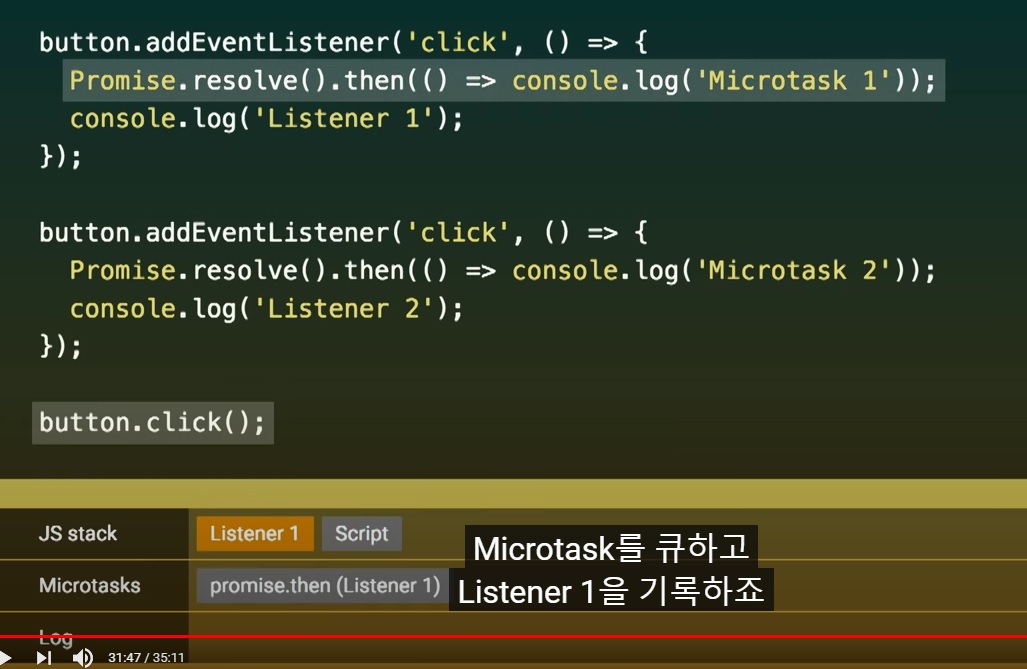 button.addEventListener('click', () => {
Promise.resolve().then(() => console.log('Microtask 1'));
console.log('Listener 1');
});
button.addEventListener('click', () => {
Promise.resolve().then(() => console.log('Microtask 2'));
console.log('Listener 2');
});
button.click();
JS stack Listener 1 Script
Microtask를 큐하고
Microtasks promise.then (Listener 1)
Listener 1을 기록하죠
Log
31:47 / 35:11